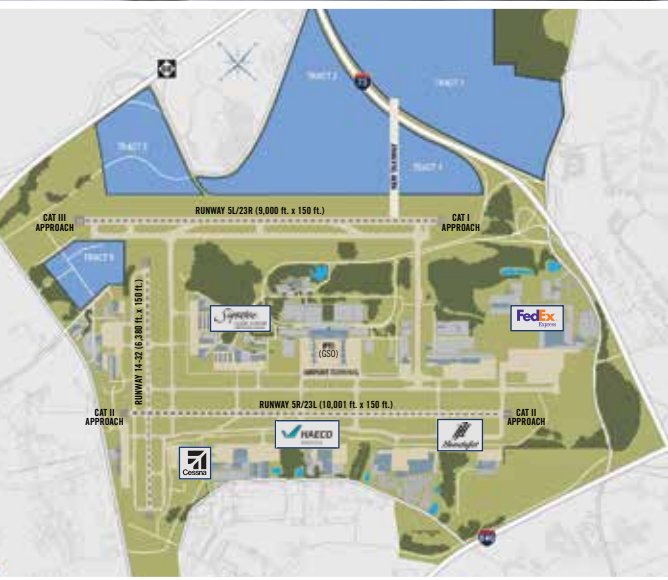 TRACT 2
TRACT 1
73
68
TRACT 3
TRACT 4
NEW TAXIWAY
RUNWAY 5L/23R (9,000 ft. x 150 ft.)
CAT III
APPROACH
CAT I
APPROACH
RUNWAY 14-32 (6,380 ft. x 150 ft.)
Signature
FedEx
Express
(GSO)
AIRPORT TERMINAL
RUNWAY 5R/23L (10,001 ft. x 150 ft.)
CAT II
APPROACH
CAT II
APPROACH
HAECO
HondaJet
Cessna
840